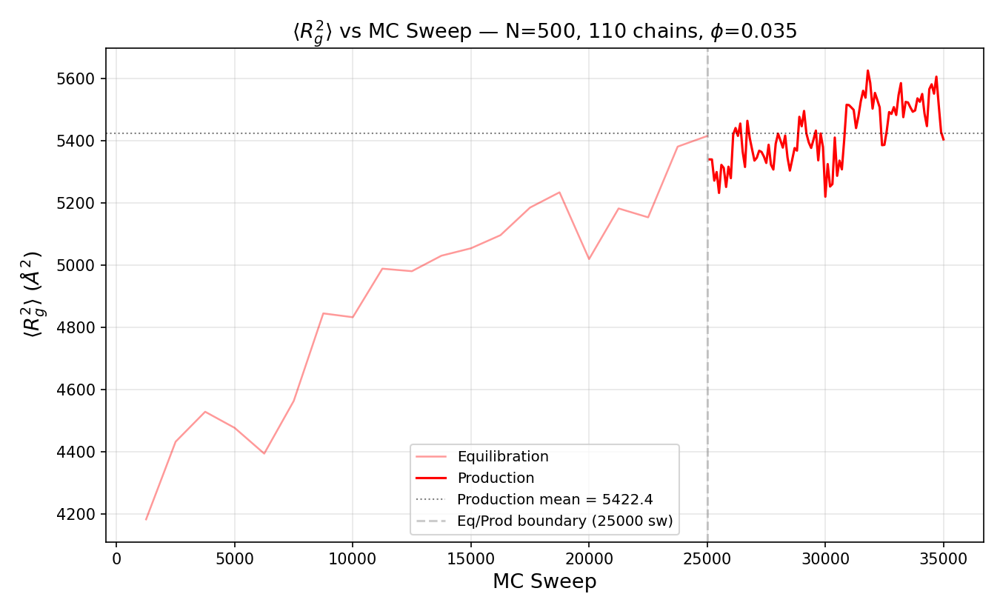 ⟨R_g^2⟩ vs MC Sweep — N=500, 110 chains, ϕ=0.035
⟨R_g^2⟩ (Å^2)
5600
5400
5200
5000
4800
4600
4400
4200
Equilibration
Production
Production mean = 5422.4
Eq/Prod boundary (25000 sw)
0 5000 10000 15000 20000 25000 30000 35000
MC Sweep